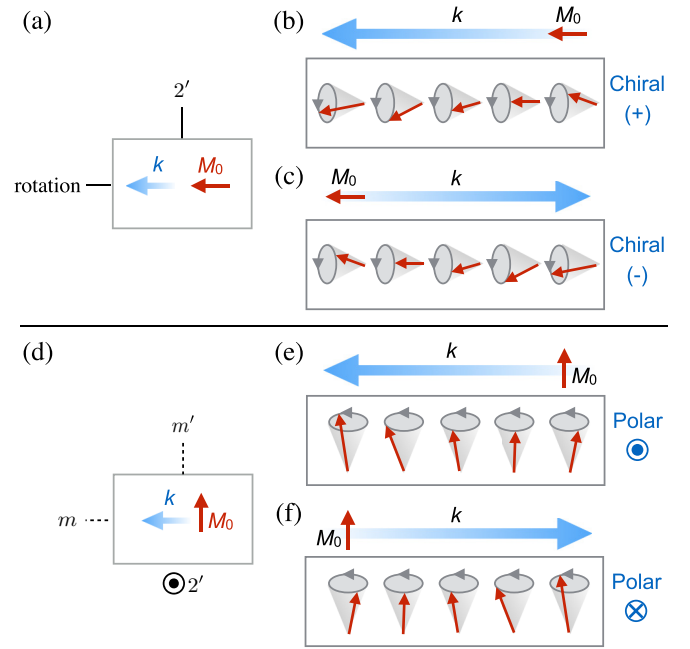 (a)
2′
k
M0
rotation
(b)
k
M0
Chiral
(+)
(c)
M0
k
Chiral
(-)
(d)
m′
k
m
M0
2′
(e)
k
M0
Polar
(f)
M0
k
Polar